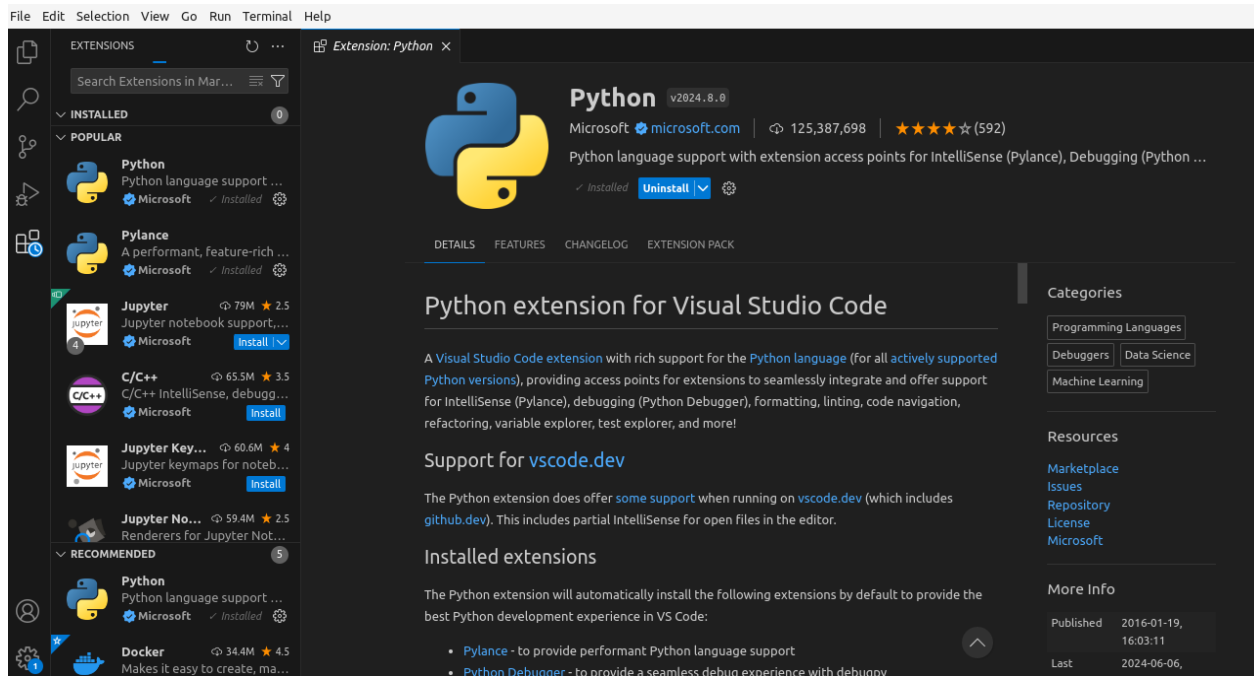 File Edit Selection View Go Run Terminal Help
EXTENSIONS
Search Extensions in Mar...
INSTALLED 0
POPULAR
Python
Python language support ...
Microsoft ✓ Installed
Pylance
A performant, feature-rich ...
Microsoft ✓ Installed
Jupyter 79M ★ 2.5
Jupyter notebook support,...
Microsoft Install
jupyter
4
C/C++ 65.5M ★ 3.5
C/C++ IntelliSense, debugg...
Microsoft Install
C/C++
Jupyter Key... 60.6M ★ 4
Jupyter keymaps for noteb...
Microsoft Install
jupyter
Jupyter No... 59.4M ★ 2.5
Renderers for Jupyter Not...
RECOMMENDED 5
Python
Python language support ...
Microsoft ✓ Installed
Docker 34.4M ★ 4.5
Makes it easy to create, ma...
1
Extension: Python ×
Python v2024.8.0
Microsoft microsoft.com | 125,387,698 | ★★★★☆(592)
Python language support with extension access points for IntelliSense (Pylance), Debugging (Python ...
✓ Installed Uninstall
DETAILS FEATURES CHANGELOG EXTENSION PACK
Python extension for Visual Studio Code
A Visual Studio Code extension with rich support for the Python language (for all actively supported
Python versions), providing access points for extensions to seamlessly integrate and offer support
for IntelliSense (Pylance), debugging (Python Debugger), formatting, linting, code navigation,
refactoring, variable explorer, test explorer, and more!
Support for vscode.dev
The Python extension does offer some support when running on vscode.dev (which includes
github.dev). This includes partial IntelliSense for open files in the editor.
Installed extensions
The Python extension will automatically install the following extensions by default to provide the
best Python development experience in VS Code:
• Pylance - to provide performant Python language support
• Python Debugger - to provide a seamless debug experience with debugpy
Categories
Programming Languages
Debuggers Data Science
Machine Learning
Resources
Marketplace
Issues
Repository
License
Microsoft
More Info
Published 2016-01-19,
16:03:11
Last 2024-06-06,